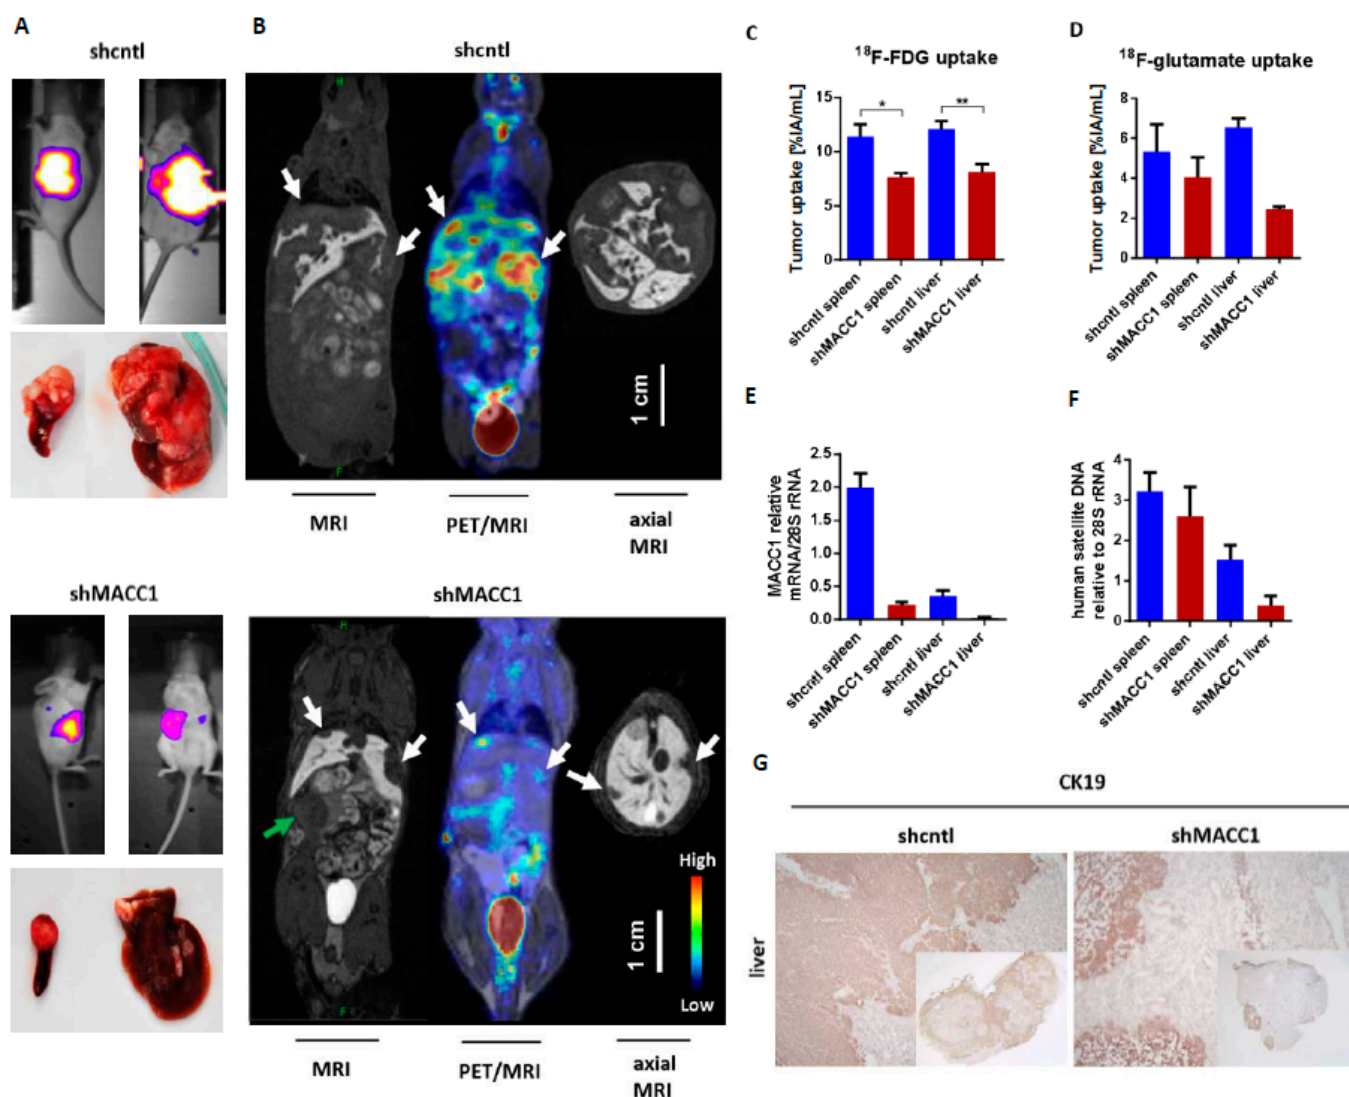 A
shcntl
B
shcntl
H
F
1 cm
MRI
PET/MRI
axial
MRI
shMACC1
shMACC1
H
F
High
Low
1 cm
MRI
PET/MRI
axial
MRI
C
¹⁸F-FDG uptake
Tumor uptake [%IA/mL]
15
10
5
0
*
**
shcntl spleen
shMACC1 spleen
shcntl liver
shMACC1 liver
D
¹⁸F-glutamate uptake
Tumor uptake [%IA/mL]
8
6
4
2
0
shcntl spleen
shMACC1 spleen
shcntl liver
shMACC1 liver
E
MACC1 relative
mRNA/28S rRNA
2.5
2.0
1.5
1.0
0.5
0.0
shcntl spleen
shMACC1 spleen
shcntl liver
shMACC1 liver
F
human satellite DNA
relative to 28S rRNA
4
3
2
1
0
shcntl spleen
shMACC1 spleen
shcntl liver
shMACC1 liver
G
CK19
shcntl
shMACC1
liver